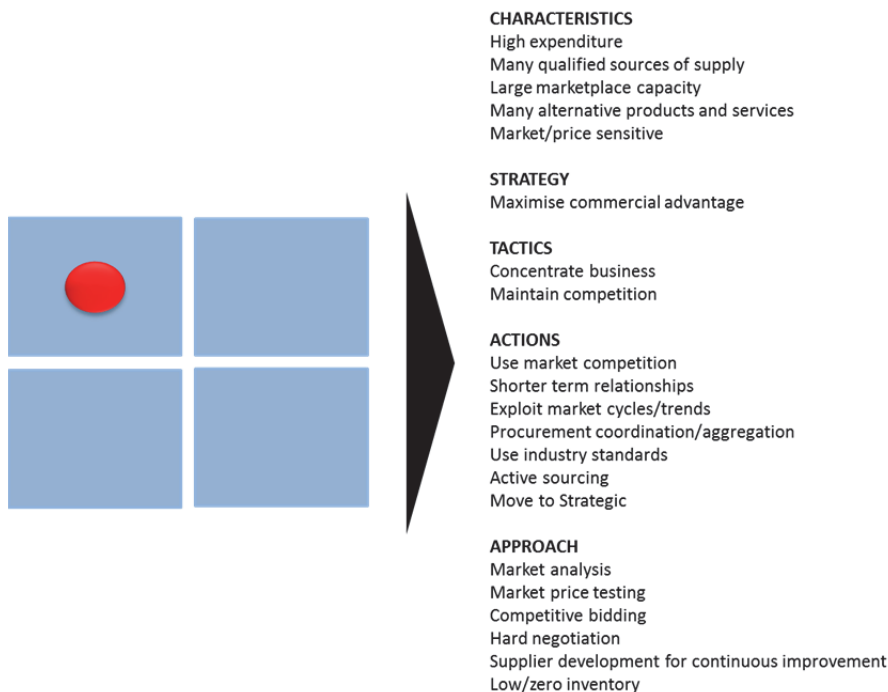 CHARACTERISTICS
High expenditure
Many qualified sources of supply
Large marketplace capacity
Many alternative products and services
Market/price sensitive
STRATEGY
Maximise commercial advantage
TACTICS
Concentrate business
Maintain competition
ACTIONS
Use market competition
Shorter term relationships
Exploit market cycles/trends
Procurement coordination/aggregation
Use industry standards
Active sourcing
Move to Strategic
APPROACH
Market analysis
Market price testing
Competitive bidding
Hard negotiation
Supplier development for continuous improvement
Low/zero inventory